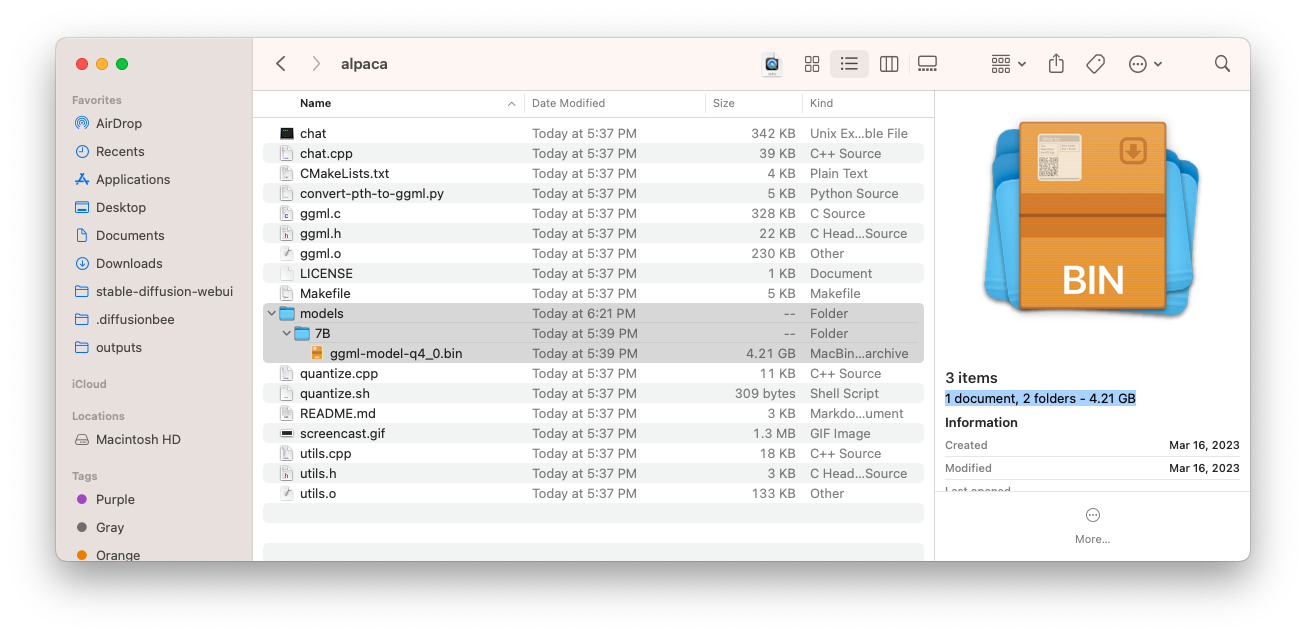 alpaca
Favorites
AirDrop
Recents
Applications
Desktop
Documents
Downloads
stable-diffusion-webui
.diffusionbee
outputs
iCloud
Locations
Macintosh HD
Tags
Purple
Gray
Orange
Name Date Modified Size Kind
chat Today at 5:37 PM 342 KB Unix Ex...ble File
chat.cpp Today at 5:37 PM 39 KB C++ Source
CMakeLists.txt Today at 5:37 PM 4 KB Plain Text
convert-pth-to-ggml.py Today at 5:37 PM 5 KB Python Source
ggml.c Today at 5:37 PM 328 KB C Source
ggml.h Today at 5:37 PM 22 KB C Head...Source
ggml.o Today at 5:37 PM 230 KB Other
LICENSE Today at 5:37 PM 1 KB Document
Makefile Today at 5:37 PM 5 KB Makefile
models Today at 6:21 PM -- Folder
7B Today at 5:39 PM -- Folder
ggml-model-q4_0.bin Today at 5:39 PM 4.21 GB MacBin...archive
quantize.cpp Today at 5:37 PM 11 KB C++ Source
quantize.sh Today at 5:37 PM 309 bytes Shell Script
README.md Today at 5:37 PM 3 KB Markdo...ument
screencast.gif Today at 5:37 PM 1.3 MB GIF Image
utils.cpp Today at 5:37 PM 18 KB C++ Source
utils.h Today at 5:37 PM 3 KB C Head...Source
utils.o Today at 5:37 PM 133 KB Other
BIN
3 items
1 document, 2 folders - 4.21 GB
Information
Created Mar 16, 2023
Modified Mar 16, 2023
Last opened
More...